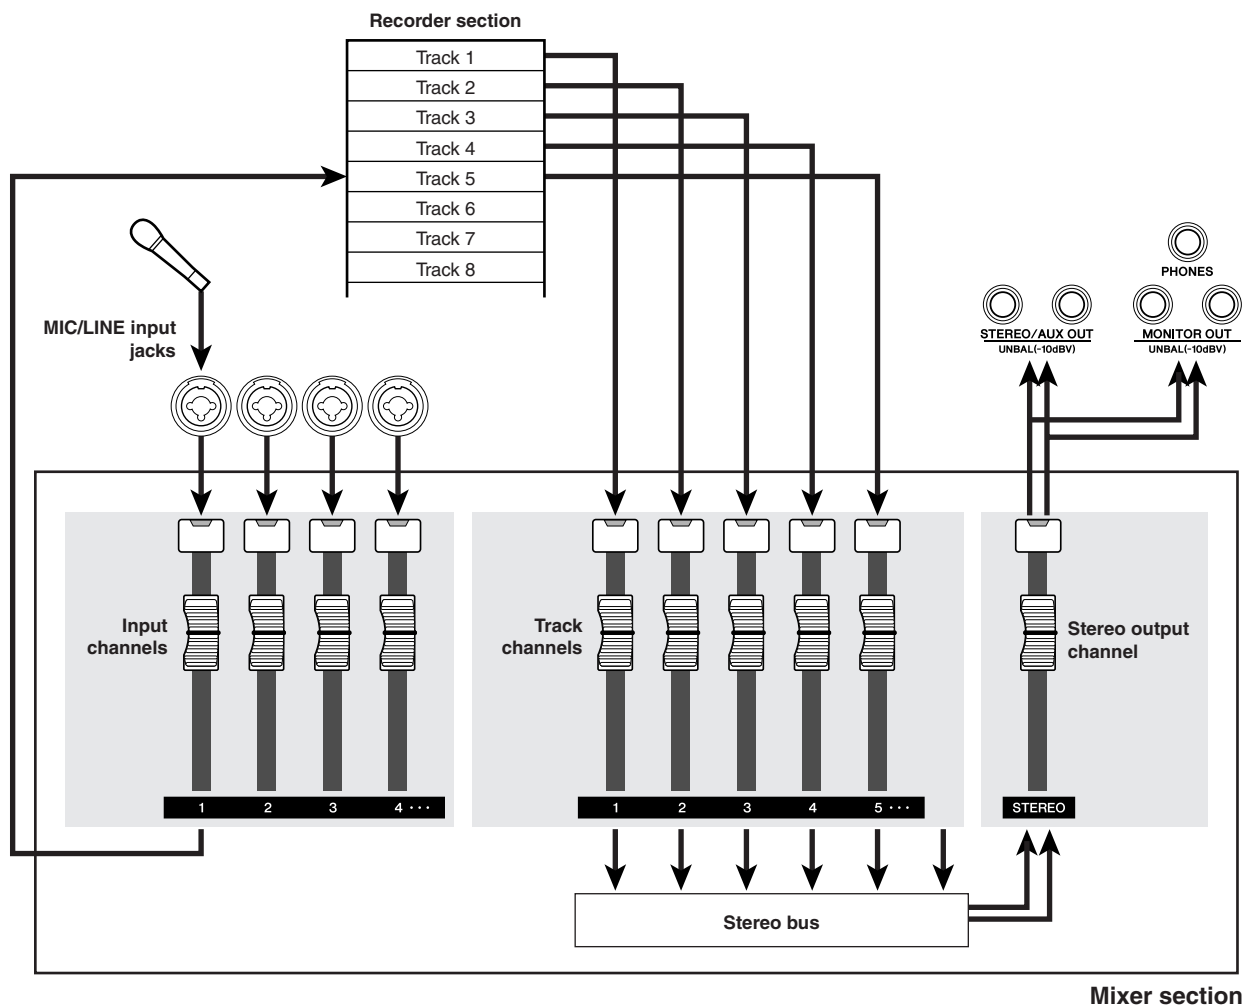 Recorder section
Track 1
Track 2
Track 3
Track 4
Track 5
Track 6
Track 7
Track 8
MIC/LINE input
jacks
PHONES
STEREO/AUX OUT
UNBAL(-10dBV)
MONITOR OUT
UNBAL(-10dBV)
Input
channels
Track
channels
Stereo output
channel
1 2 3 4 ···
1 2 3 4 5 ···
STEREO
Stereo bus
Mixer section